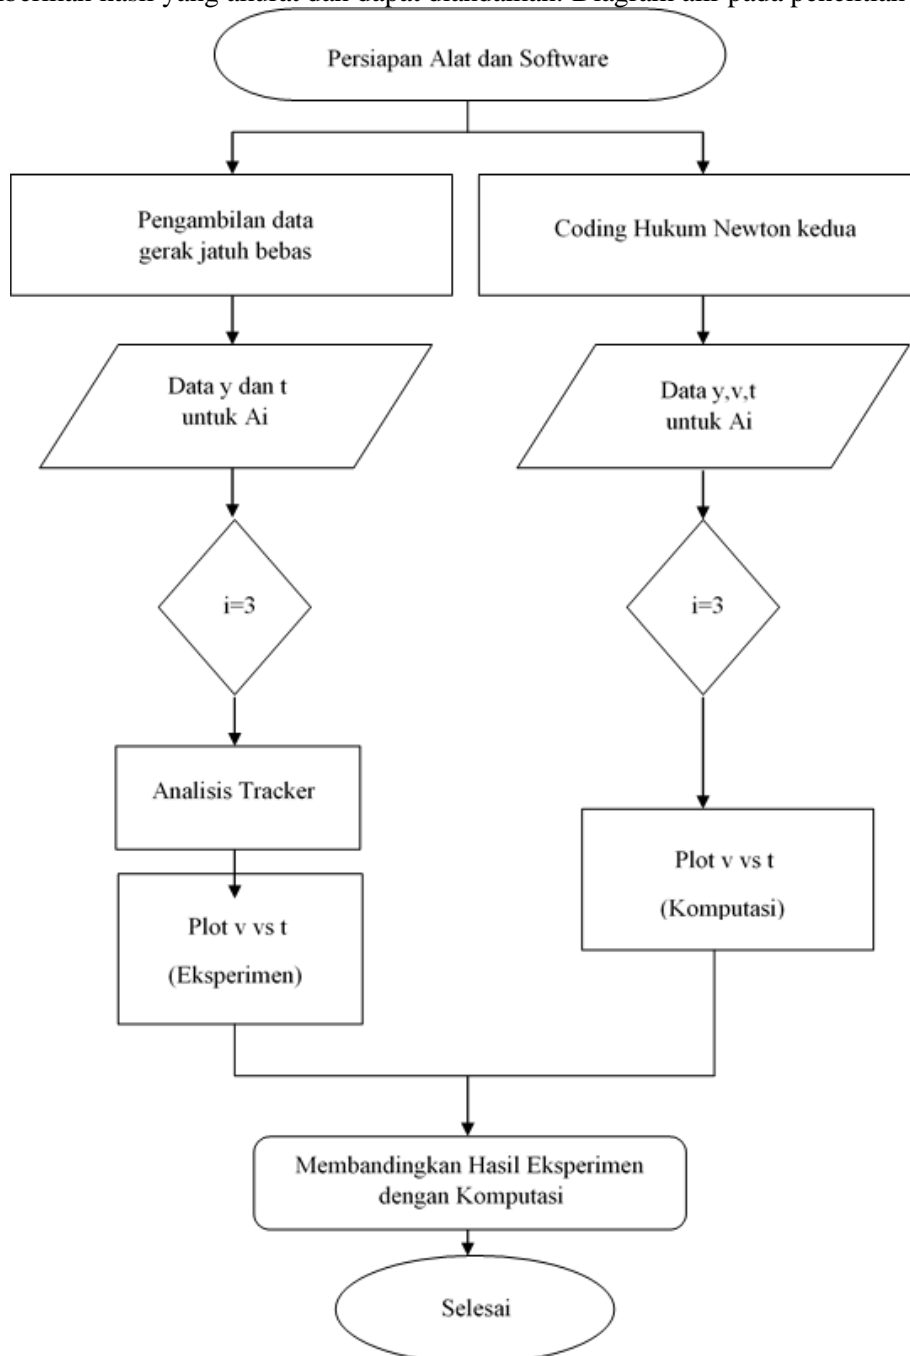 Persiapan Alat dan Software
Pengambilan data
gerak jatuh bebas
Coding Hukum Newton kedua
Data y dan t
untuk Ai
Data y,v,t
untuk Ai
i=3
i=3
Analisis Tracker
Plot v vs t
(Eksperimen)
Plot v vs t
(Komputasi)
Membandingkan Hasil Eksperimen
dengan Komputasi
Selesai